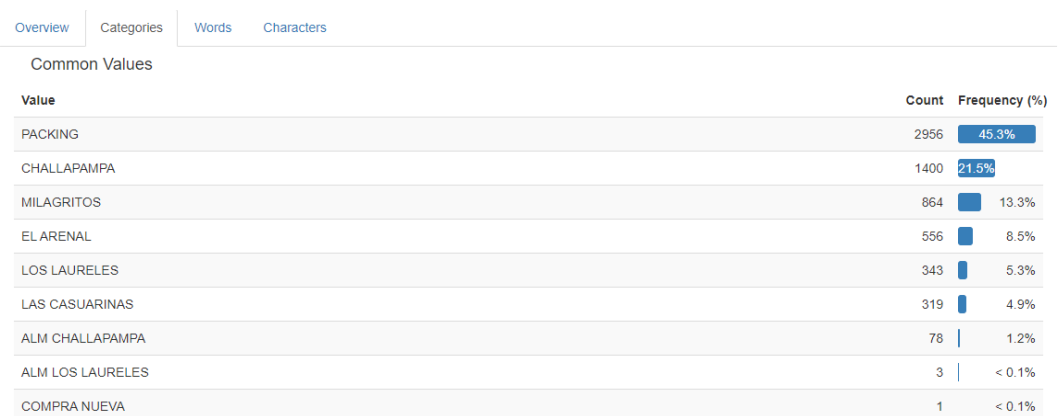 Overview Categories Words Characters
Common Values
Value Count Frequency (%)
PACKING 2956 45.3%
CHALLAPAMPA 1400 21.5%
MILAGRITOS 864 13.3%
EL ARENAL 556 8.5%
LOS LAURELES 343 5.3%
LAS CASUARINAS 319 4.9%
ALM CHALLAPAMPA 78 1.2%
ALM LOS LAURELES 3 < 0.1%
COMPRA NUEVA 1 < 0.1%